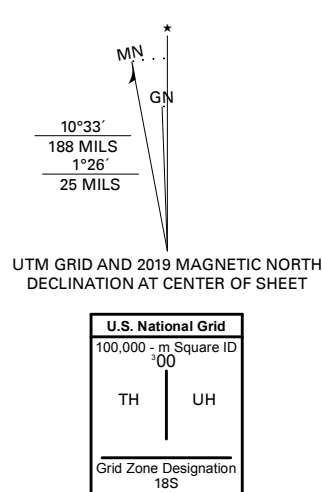 ★
MN
GN
10°33´
188 MILS
1°26´
25 MILS
UTM GRID AND 2019 MAGNETIC NORTH
DECLINATION AT CENTER OF SHEET
U.S. National Grid
100,000 - m Square ID
³00
TH UH
Grid Zone Designation
18S